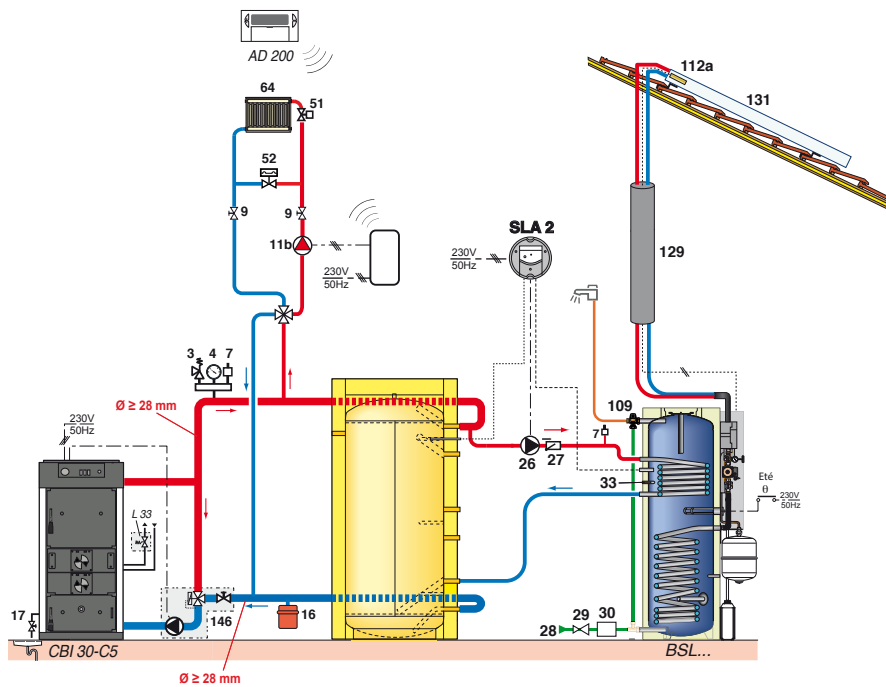 AD 200
112a
64
51
131
52
9
9
SLA 2
11b
230V
50Hz
230V
50Hz
129
3
4
7
Ø ≥ 28 mm
109
7
230V
50Hz
26
27
33
Eté
θ
230V
50Hz
L 33
17
16
146
28
29
30
CBI 30-C5
BSL...
Ø ≥ 28 mm